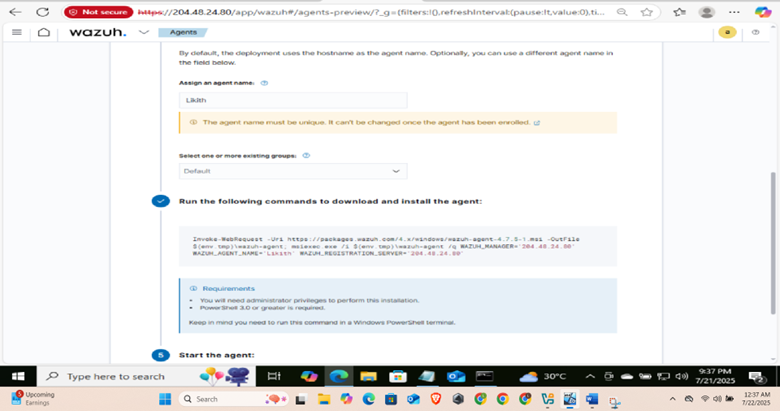 Not secure https://204.48.24.80/app/wazuh#/agents-preview/?_g=(filters:!(),refreshInterval:(pause:!t,value:0),ti...
wazuh. Agents a
By default, the deployment uses the hostname as the agent name. Optionally, you can use a different agent name in
the field below.
Assign an agent name:
Likith
The agent name must be unique. It can't be changed once the agent has been enrolled.
Select one or more existing groups:
Default
Run the following commands to download and install the agent:
Invoke-WebRequest -Uri https://packages.wazuh.com/4.x/windows/wazuh-agent-4.7.5-1.msi -OutFile
${env.tmp}\wazuh-agent; msiexec.exe /i ${env.tmp}\wazuh-agent /q WAZUH_MANAGER='204.48.24.80'
WAZUH_AGENT_NAME='Likith' WAZUH_REGISTRATION_SERVER='204.48.24.80'
Requirements
• You will need administrator privileges to perform this installation.
• PowerShell 3.0 or greater is required.
Keep in mind you need to run this command in a Windows PowerShell terminal.
5 Start the agent:
Type here to search 30°C 9:37 PM
7/21/2025 2
5 Upcoming
Earnings
Search
12:37 AM
7/22/2025